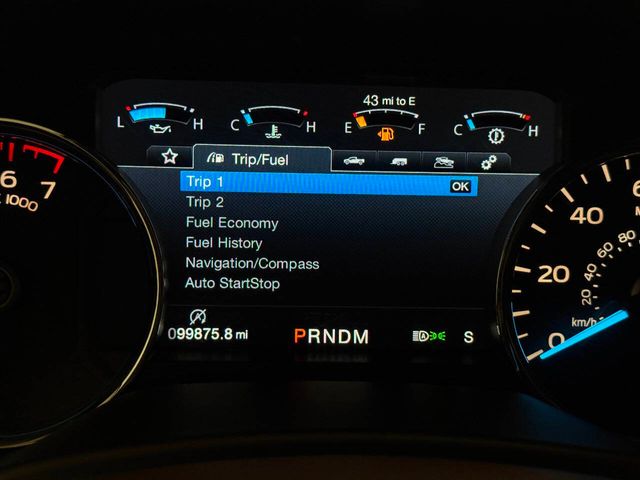 43 mi to E
L H C H E F C H
Trip/Fuel
Trip 1 OK
Trip 2
Fuel Economy
Fuel History
Navigation/Compass
Auto StartStop
099875.8 mi PRNDM A S
6 7
1000
40
20
0
80
60
40
20
km/h